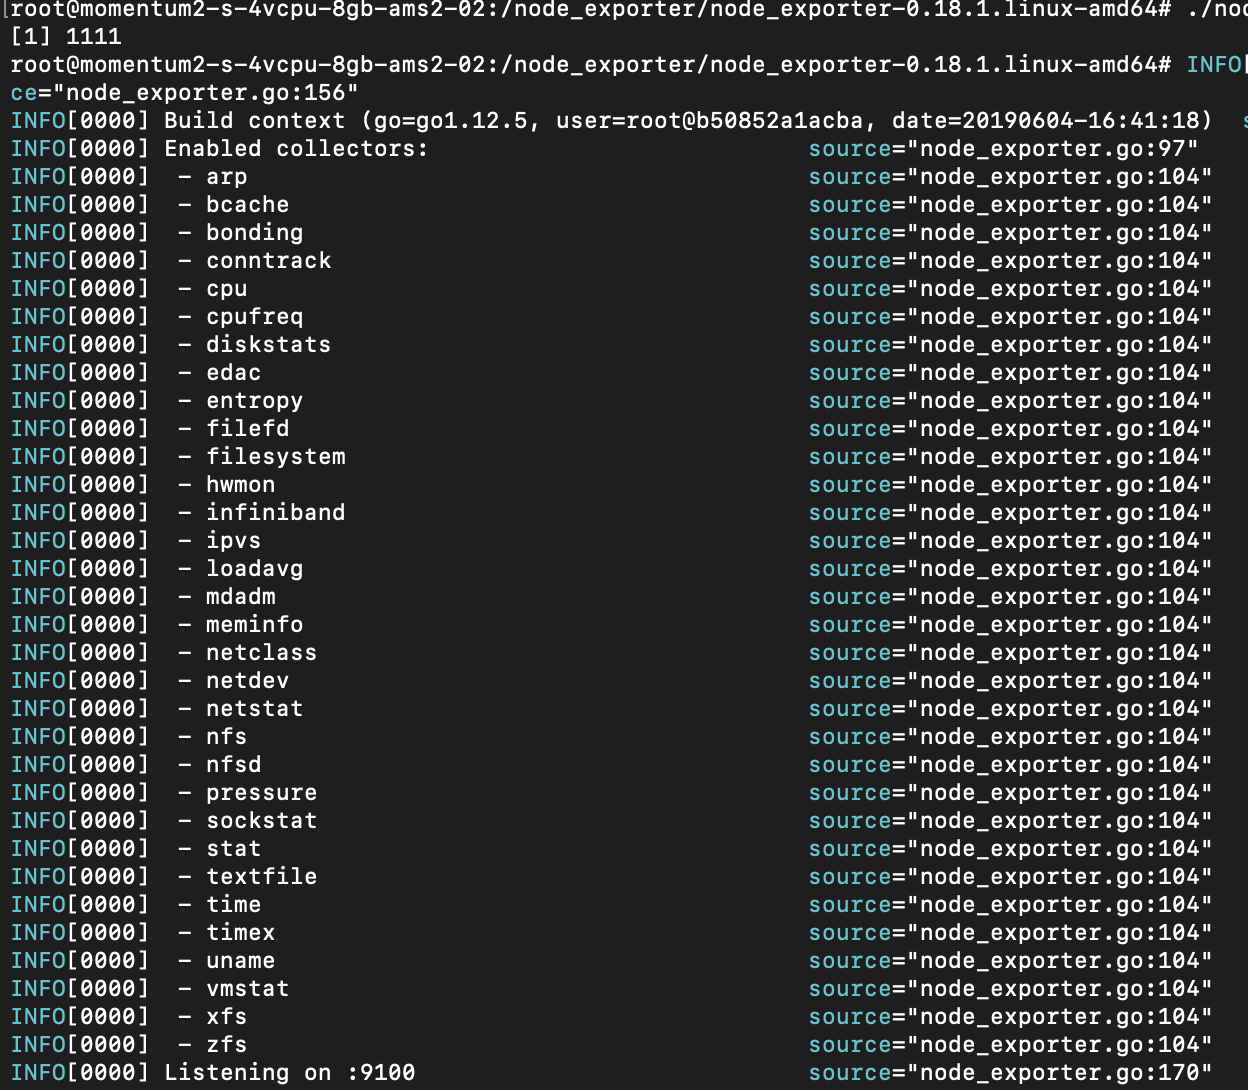 root@momentum2-s-4vcpu-8gb-ams2-02:/node_exporter/node_exporter-0.18.1.linux-amd64# ./no
[1] 1111
root@momentum2-s-4vcpu-8gb-ams2-02:/node_exporter/node_exporter-0.18.1.linux-amd64# INFO[
ce="node_exporter.go:156"
INFO[0000] Build context (go=go1.12.5, user=root@b50852a1acba, date=20190604-16:41:18) s
INFO[0000] Enabled collectors: source="node_exporter.go:97"
INFO[0000] - arp source="node_exporter.go:104"
INFO[0000] - bcache source="node_exporter.go:104"
INFO[0000] - bonding source="node_exporter.go:104"
INFO[0000] - conntrack source="node_exporter.go:104"
INFO[0000] - cpu source="node_exporter.go:104"
INFO[0000] - cpufreq source="node_exporter.go:104"
INFO[0000] - diskstats source="node_exporter.go:104"
INFO[0000] - edac source="node_exporter.go:104"
INFO[0000] - entropy source="node_exporter.go:104"
INFO[0000] - filefd source="node_exporter.go:104"
INFO[0000] - filesystem source="node_exporter.go:104"
INFO[0000] - hwmon source="node_exporter.go:104"
INFO[0000] - infiniband source="node_exporter.go:104"
INFO[0000] - ipvs source="node_exporter.go:104"
INFO[0000] - loadavg source="node_exporter.go:104"
INFO[0000] - mdadm source="node_exporter.go:104"
INFO[0000] - meminfo source="node_exporter.go:104"
INFO[0000] - netclass source="node_exporter.go:104"
INFO[0000] - netdev source="node_exporter.go:104"
INFO[0000] - netstat source="node_exporter.go:104"
INFO[0000] - nfs source="node_exporter.go:104"
INFO[0000] - nfsd source="node_exporter.go:104"
INFO[0000] - pressure source="node_exporter.go:104"
INFO[0000] - sockstat source="node_exporter.go:104"
INFO[0000] - stat source="node_exporter.go:104"
INFO[0000] - textfile source="node_exporter.go:104"
INFO[0000] - time source="node_exporter.go:104"
INFO[0000] - timex source="node_exporter.go:104"
INFO[0000] - uname source="node_exporter.go:104"
INFO[0000] - vmstat source="node_exporter.go:104"
INFO[0000] - xfs source="node_exporter.go:104"
INFO[0000] - zfs source="node_exporter.go:104"
INFO[0000] Listening on :9100 source="node_exporter.go:170"